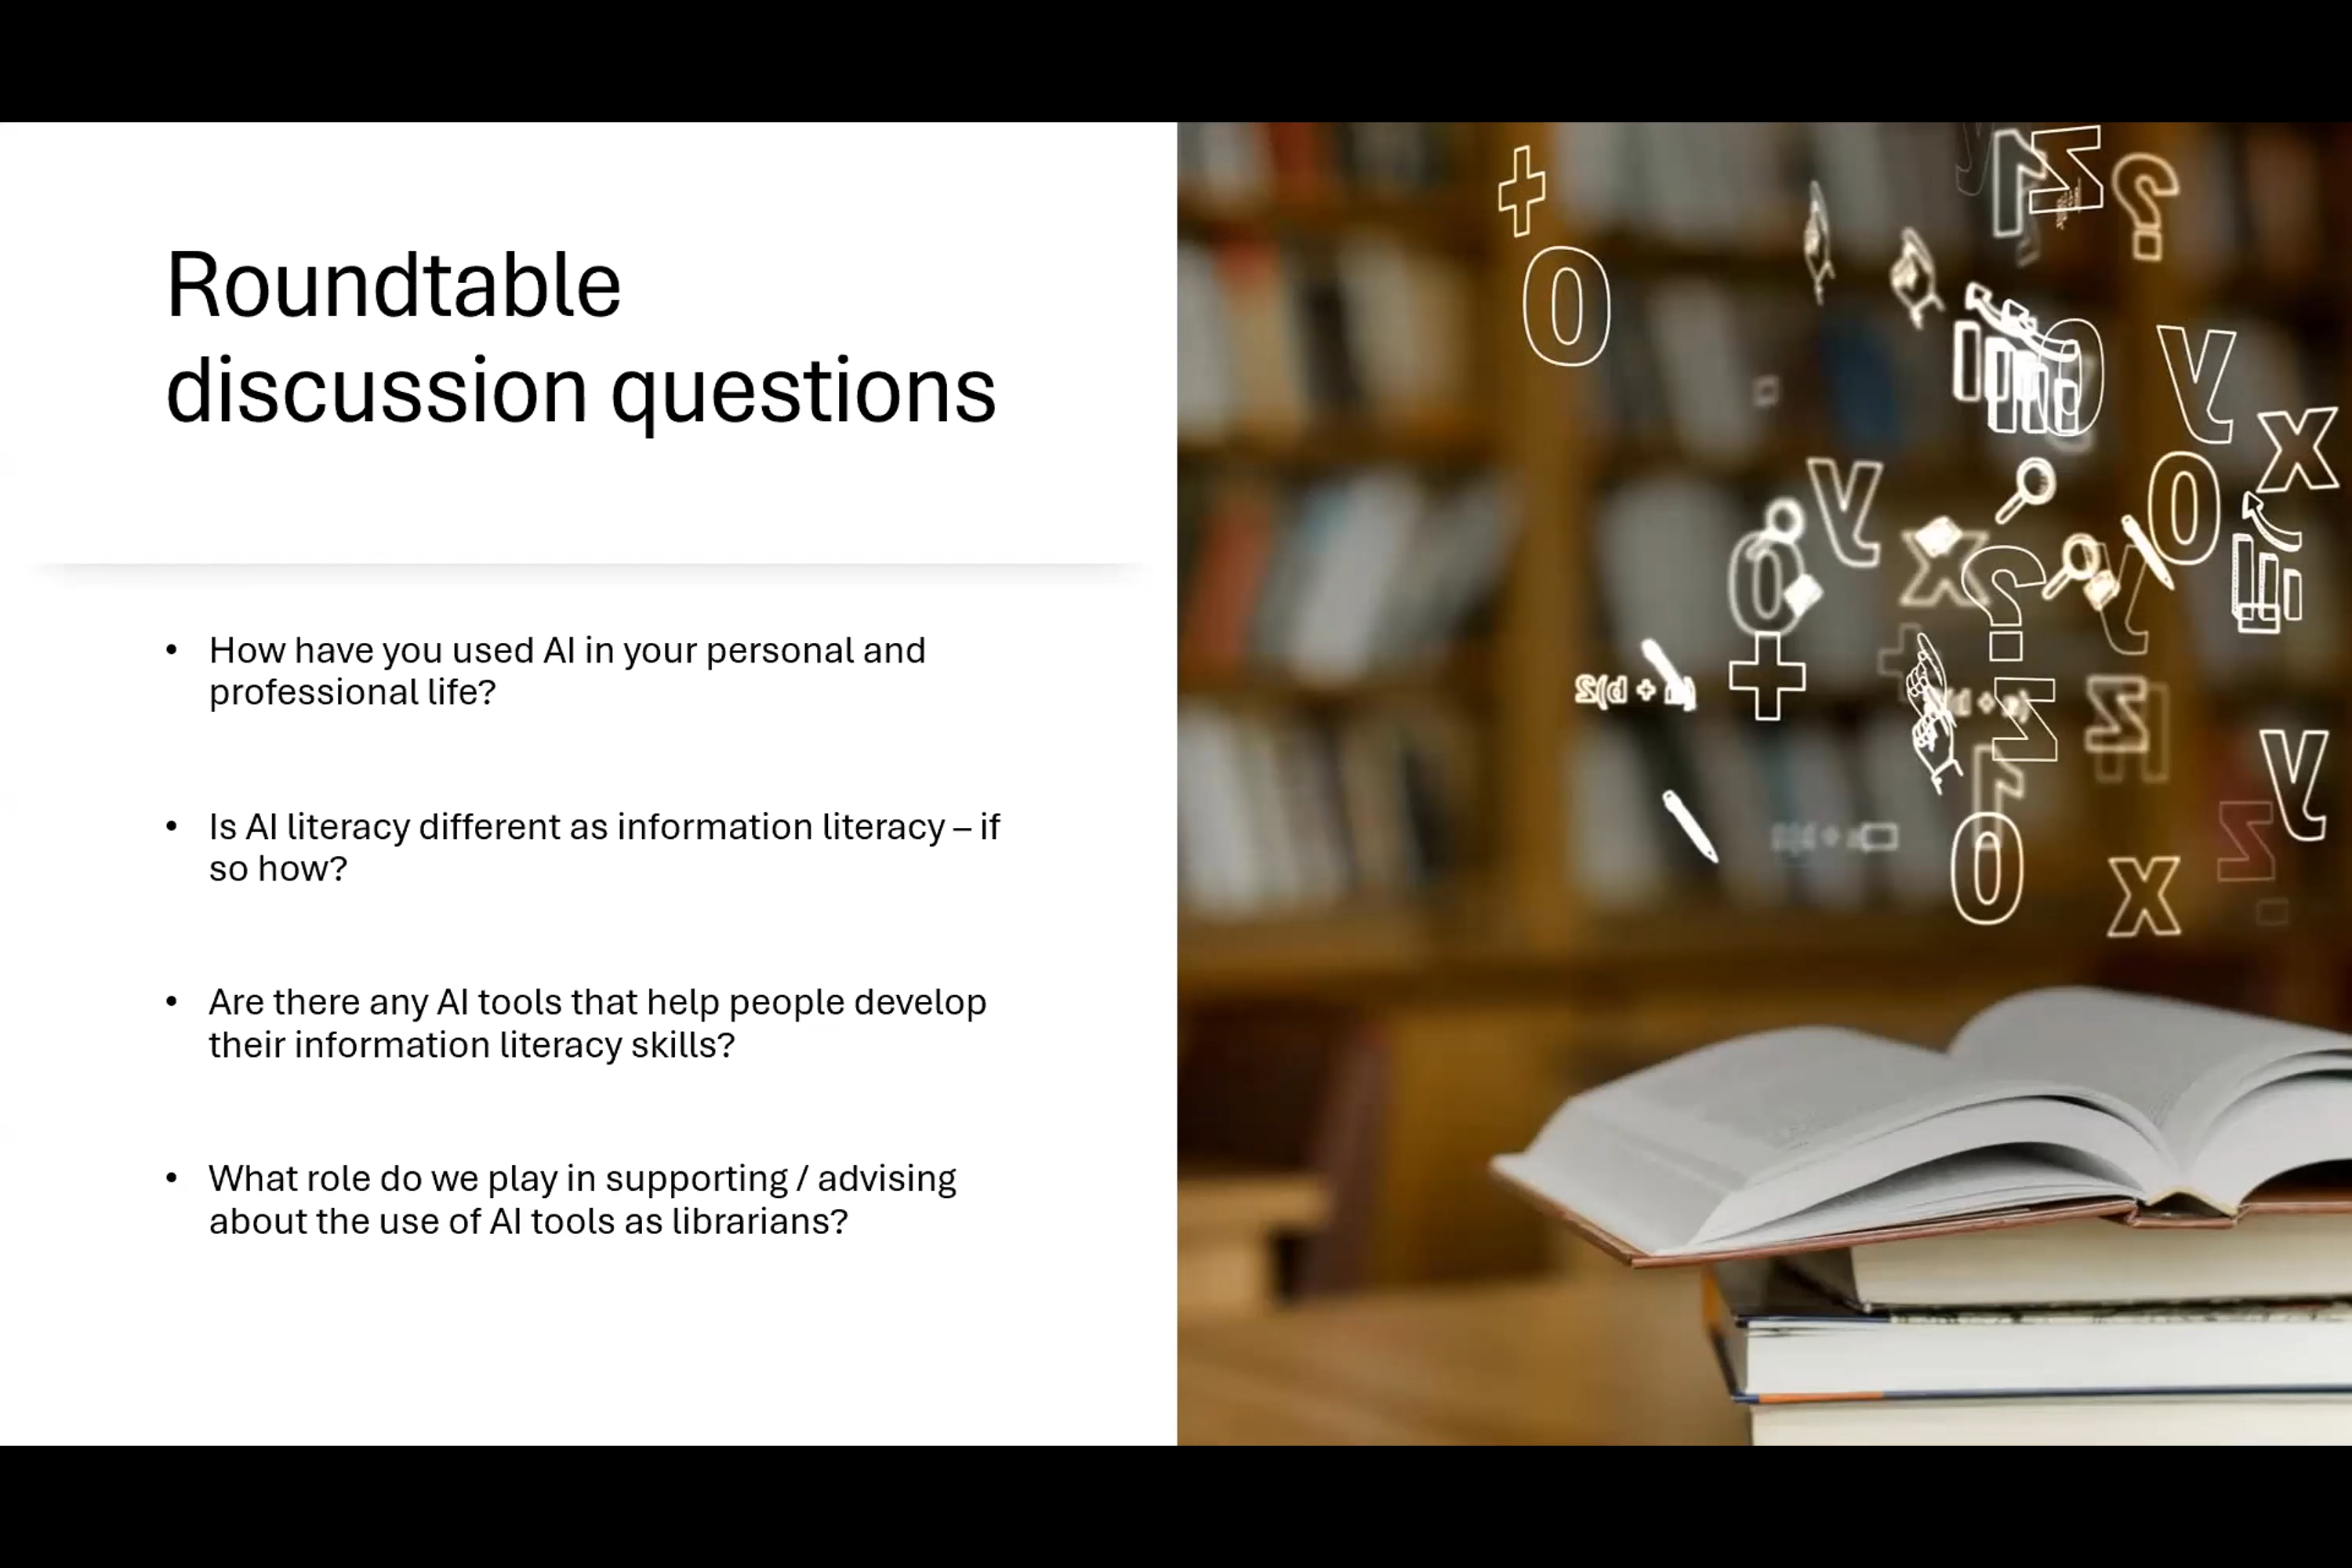 Roundtable
discussion questions
• How have you used AI in your personal and
professional life?
• Is AI literacy different as information literacy – if
so how?
• Are there any AI tools that help people develop
their information literacy skills?
• What role do we play in supporting / advising
about the use of AI tools as librarians?